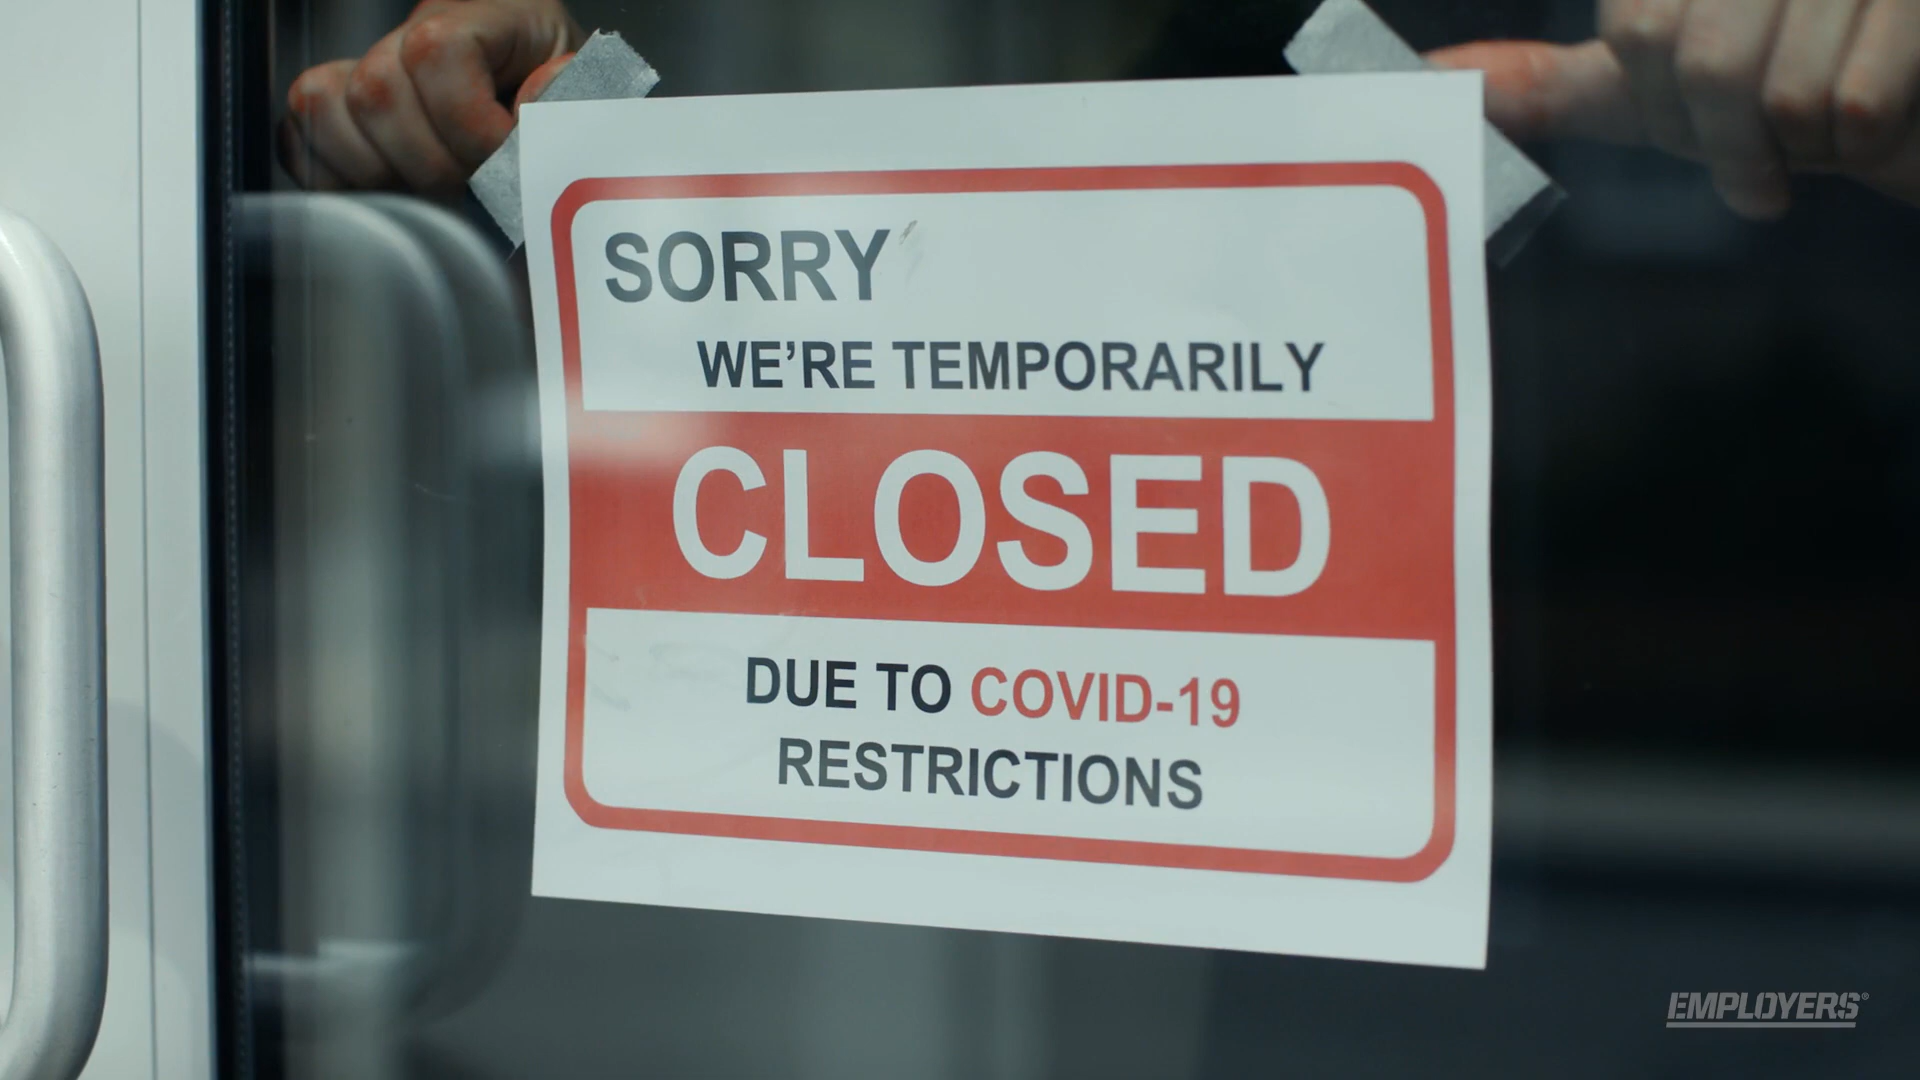 SORRY
WE'RE TEMPORARILY
CLOSED
DUE TO COVID-19
RESTRICTIONS
EMPLOYERS®